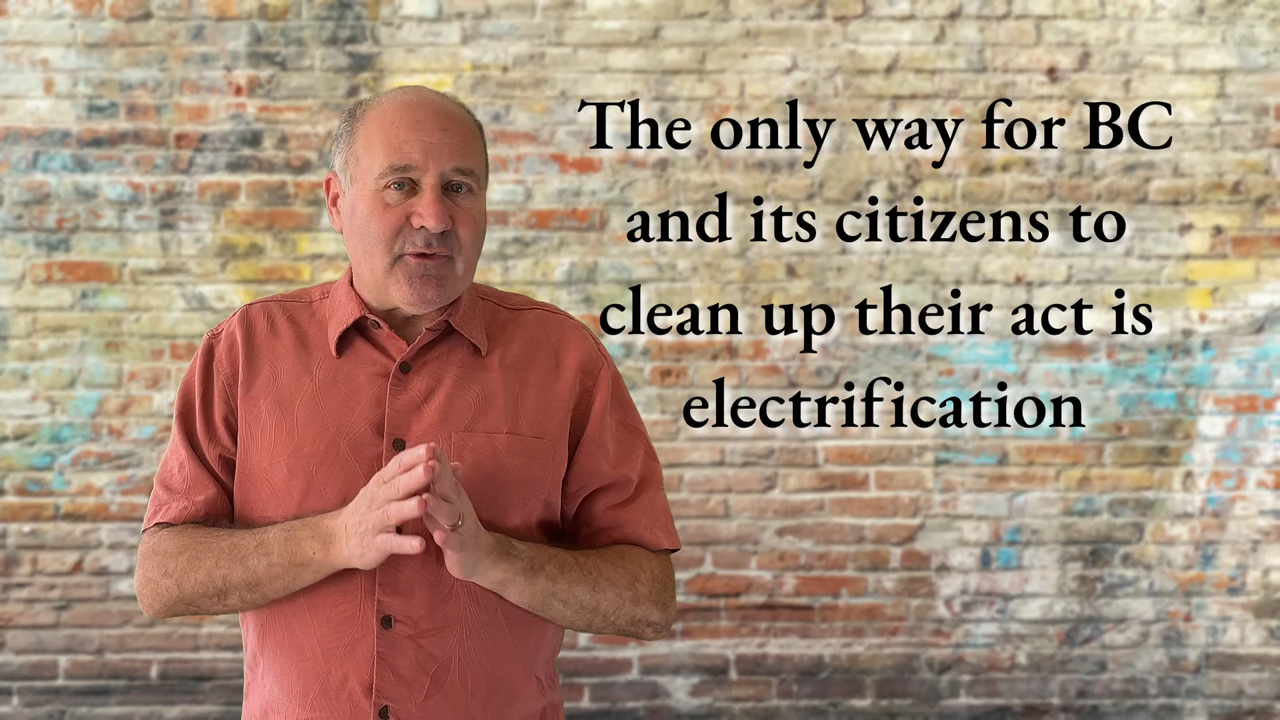 The only way for BC
and its citizens to
clean up their act is
electrification